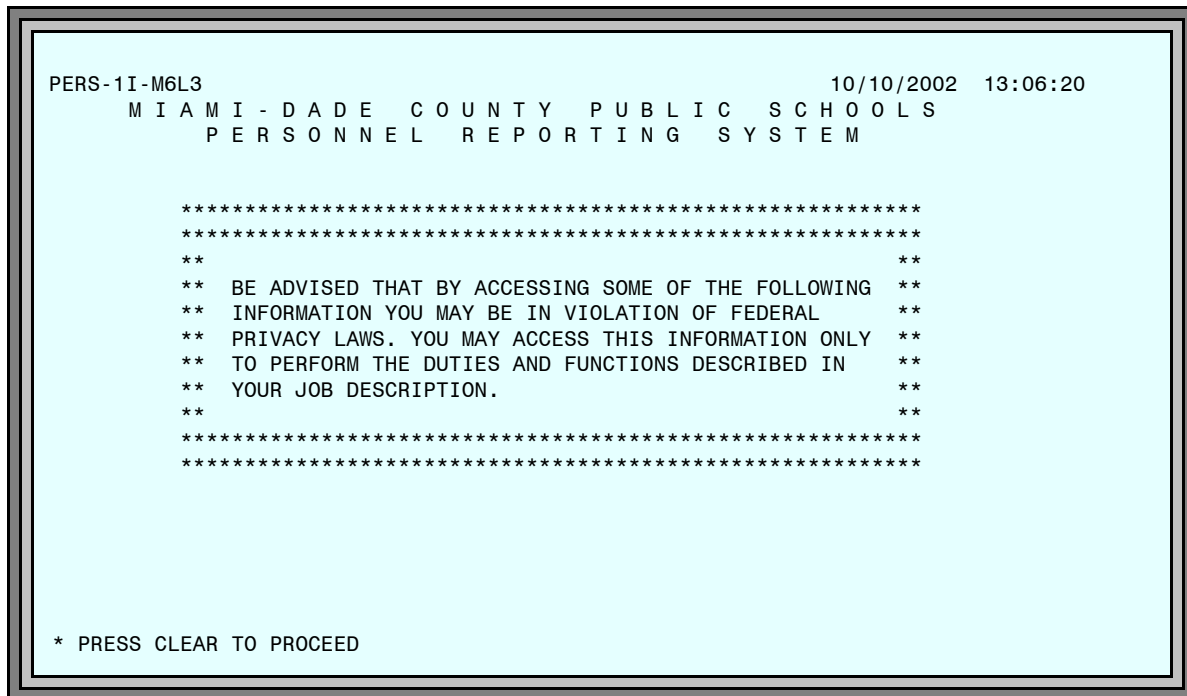 PERS-1I-M6L3 10/10/2002 13:06:20
M I A M I - D A D E C O U N T Y P U B L I C S C H O O L S
P E R S O N N E L R E P O R T I N G S Y S T E M
**********************************************************
**********************************************************
** **
** BE ADVISED THAT BY ACCESSING SOME OF THE FOLLOWING **
** INFORMATION YOU MAY BE IN VIOLATION OF FEDERAL **
** PRIVACY LAWS. YOU MAY ACCESS THIS INFORMATION ONLY **
** TO PERFORM THE DUTIES AND FUNCTIONS DESCRIBED IN **
** YOUR JOB DESCRIPTION. **
** **
**********************************************************
**********************************************************
* PRESS CLEAR TO PROCEED